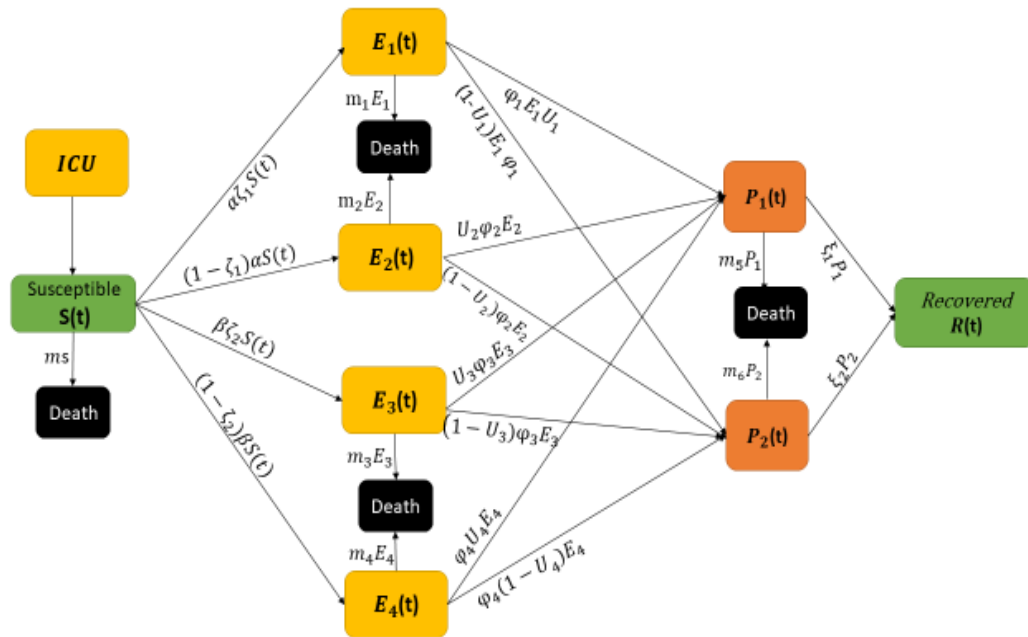 E₁(t)
m₁E₁
Death
m₂E₂
E₂(t)
ICU
Susceptible
S(t)
ms
Death
αζ₁S(t)
(1 − ζ₁)αS(t)
βζ₂S(t)
(1 − ζ₂)βS(t)
E₃(t)
m₃E₃
Death
m₄E₄
E₄(t)
φ₁E₁U₁
(1-U₁)E₁ φ₁
U₂φ₂E₂
(1 − U₂)φ₂E₂
U₃φ₃E₃
(1 − U₃)φ₃E₃
φ₄U₄E₄
φ₄(1 − U₄)E₄
P₁(t)
m₅P₁
Death
m₆P₂
P₂(t)
ξ₁P₁
ξ₂P₂
Recovered
R(t)